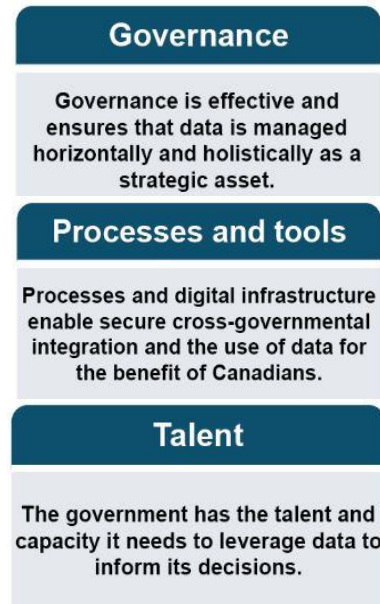 Governance
Governance is effective and
ensures that data is managed
horizontally and holistically as a
strategic asset.
Processes and tools
Processes and digital infrastructure
enable secure cross-governmental
integration and the use of data for
the benefit of Canadians.
Talent
The government has the talent and
capacity it needs to leverage data to
inform its decisions.